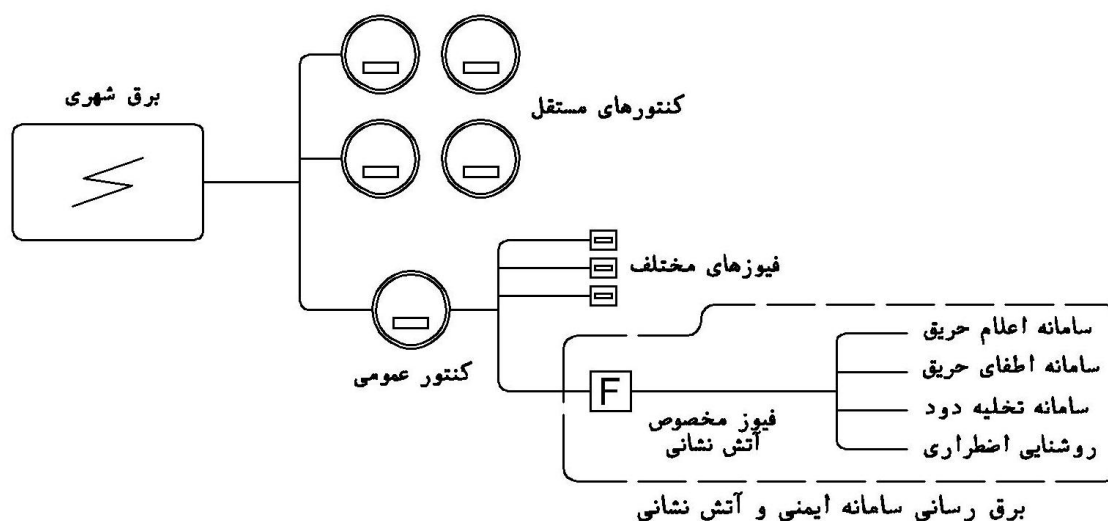 برق شهری
کنتورهای مستقل
فیوزهای مختلف
کنتور عمومی
سامانه اعلام حریق
سامانه اطفای حریق
سامانه تخلیه دود
روشنایی اضطراری
F
فیوز مخصوص
آتش نشانی
برق رسانی سامانه ایمنی و آتش نشانی